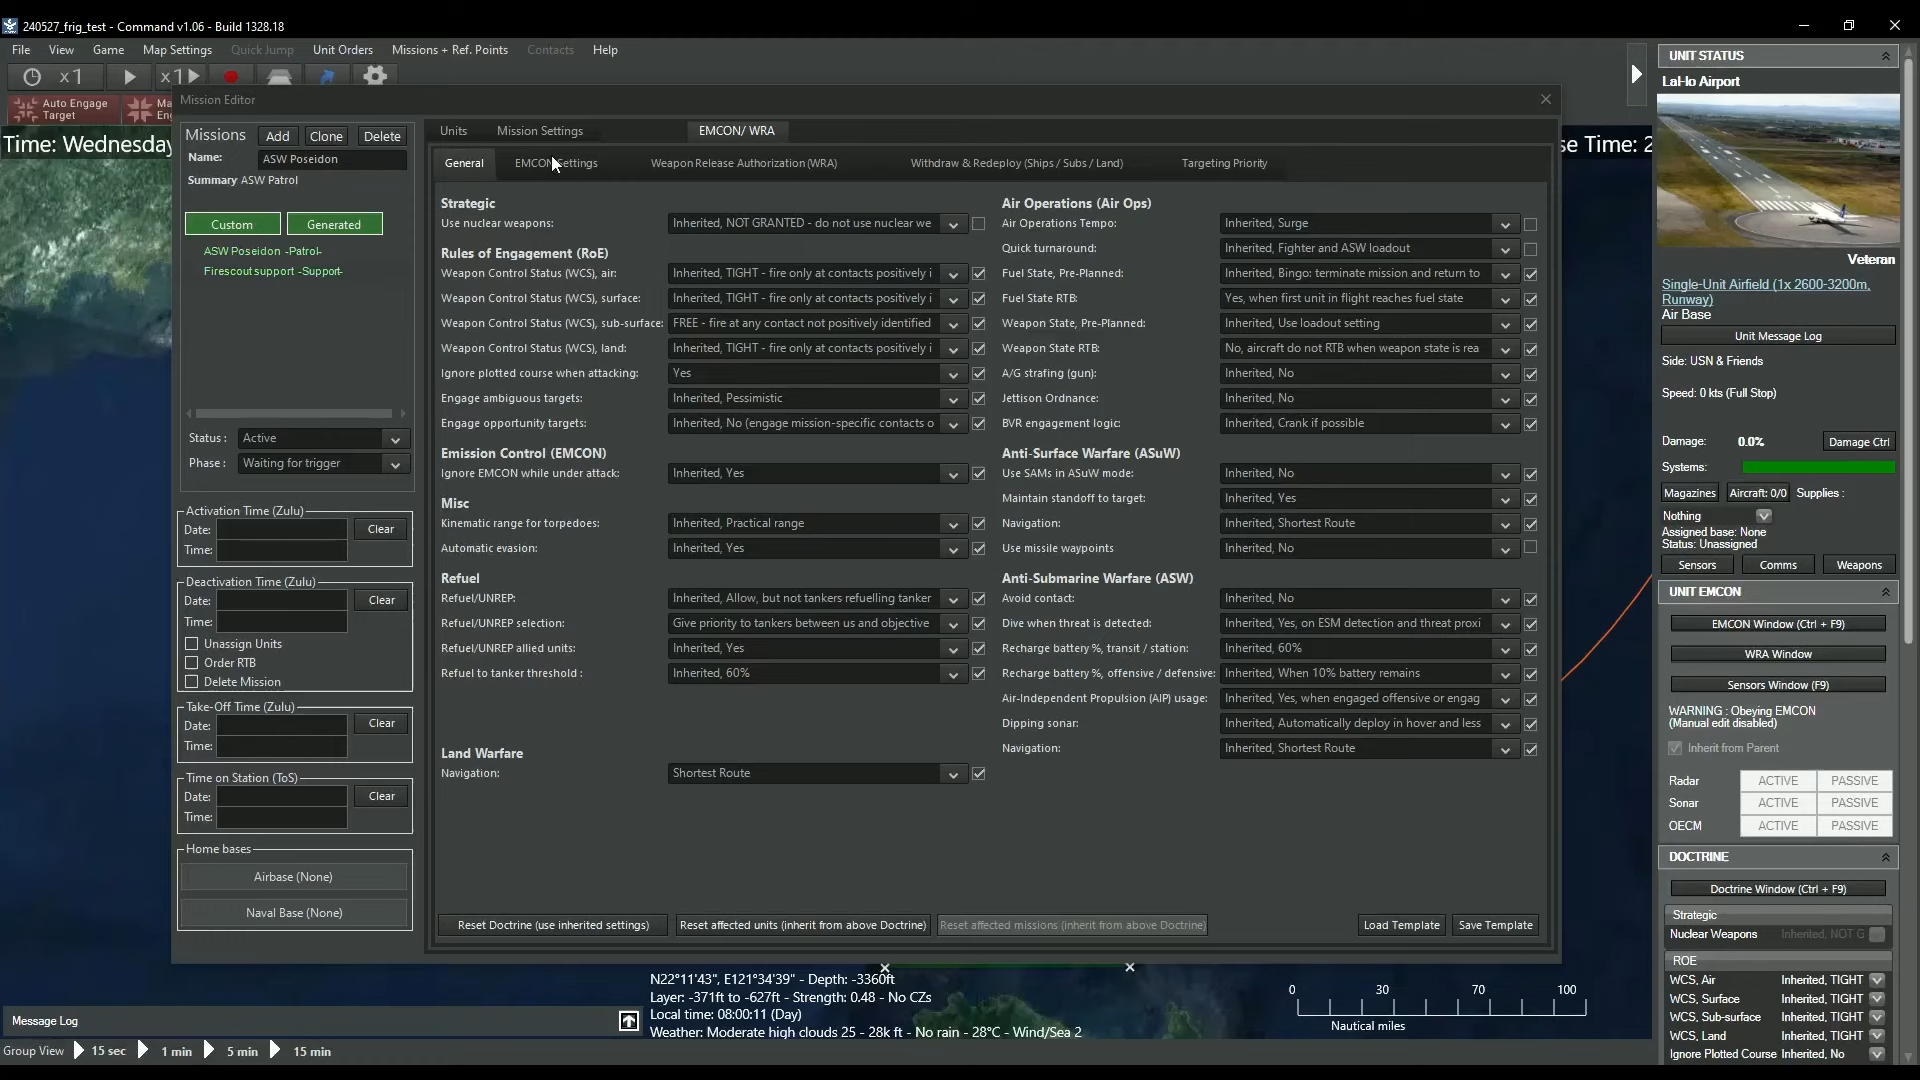 240527_frig_test - Command v1.06 - Build 1328.18
File View Game Map Settings Quick Jump Unit Orders Missions + Ref. Points Contacts Help
x 1 x1
Auto Engage Target
Time: Wednesday
Mission Editor
Missions Add Clone Delete
Name: ASW Poseidon
Summary ASW Patrol
Custom Generated
ASW Poseidon -Patrol-
Firescout support -Support-
Status : Active
Phase : Waiting for trigger
Activation Time (Zulu)
Date: Clear
Time:
Deactivation Time (Zulu)
Date: Clear
Time:
Unassign Units
Order RTB
Delete Mission
Take-Off Time (Zulu)
Date: Clear
Time:
Time on Station (ToS)
Date: Clear
Time:
Home bases
Airbase (None)
Naval Base (None)
Units Mission Settings EMCON/ WRA
General EMCON Settings Weapon Release Authorization (WRA) Withdraw & Redeploy (Ships / Subs / Land) Targeting Priority
Strategic
Use nuclear weapons: Inherited, NOT GRANTED - do not use nuclear we
Rules of Engagement (RoE)
Weapon Control Status (WCS), air: Inherited, TIGHT - fire only at contacts positively i
Weapon Control Status (WCS), surface: Inherited, TIGHT - fire only at contacts positively i
Weapon Control Status (WCS), sub-surface: FREE - fire at any contact not positively identified
Weapon Control Status (WCS), land: Inherited, TIGHT - fire only at contacts positively i
Ignore plotted course when attacking: Yes
Engage ambiguous targets: Inherited, Pessimistic
Engage opportunity targets: Inherited, No (engage mission-specific contacts o
Emission Control (EMCON)
Ignore EMCON while under attack: Inherited, Yes
Misc
Kinematic range for torpedoes: Inherited, Practical range
Automatic evasion: Inherited, Yes
Refuel
Refuel/UNREP: Inherited, Allow, but not tankers refuelling tanker
Refuel/UNREP selection: Give priority to tankers between us and objective
Refuel/UNREP allied units: Inherited, Yes
Refuel to tanker threshold : Inherited, 60%
Land Warfare
Navigation: Shortest Route
Air Operations (Air Ops)
Air Operations Tempo: Inherited, Surge
Quick turnaround: Inherited, Fighter and ASW loadout
Fuel State, Pre-Planned: Inherited, Bingo: terminate mission and return to
Fuel State RTB: Yes, when first unit in flight reaches fuel state
Weapon State, Pre-Planned: Inherited, Use loadout setting
Weapon State RTB: No, aircraft do not RTB when weapon state is rea
A/G strafing (gun): Inherited, No
Jettison Ordnance: Inherited, No
BVR engagement logic: Inherited, Crank if possible
Anti-Surface Warfare (ASuW)
Use SAMs in ASuW mode: Inherited, No
Maintain standoff to target: Inherited, Yes
Navigation: Inherited, Shortest Route
Use missile waypoints Inherited, No
Anti-Submarine Warfare (ASW)
Avoid contact: Inherited, No
Dive when threat is detected: Inherited, Yes, on ESM detection and threat proxi
Recharge battery %, transit / station: Inherited, 60%
Recharge battery %, offensive / defensive: Inherited, When 10% battery remains
Air-Independent Propulsion (AIP) usage: Inherited, Yes, when engaged offensive or engag
Dipping sonar: Inherited, Automatically deploy in hover and less
Navigation: Inherited, Shortest Route
Reset Doctrine (use inherited settings) Reset affected units (inherit from above Doctrine) Reset affected missions (inherit from above Doctrine) Load Template Save Template
se Time: 2
N22°11'43", E121°34'39" - Depth: -3360ft
Layer: -371ft to -627ft - Strength: 0.48 - No CZs
Local time: 08:00:11 (Day)
Weather: Moderate high clouds 25 - 28k ft - No rain - 28°C - Wind/Sea 2
0 30 70 100
Nautical miles
Message Log
Group View 15 sec 1 min 5 min 15 min
UNIT STATUS
LaHo Airport
Veteran
Single-Unit Airfield (1x 2600-3200m, Runway)
Air Base
Unit Message Log
Side: USN & Friends
Speed: 0 kts (Full Stop)
Damage: 0.0% Damage Ctrl
Systems:
Magazines Aircraft: 0/0 Supplies :
Nothing
Assigned base: None
Status: Unassigned
Sensors Comms Weapons
UNIT EMCON
EMCON Window (Ctrl + F9)
WRA Window
Sensors Window (F9)
WARNING : Obeying EMCON
(Manual edit disabled)
Inherit from Parent
Radar ACTIVE PASSIVE
Sonar ACTIVE PASSIVE
OECM ACTIVE PASSIVE
DOCTRINE
Doctrine Window (Ctrl + F9)
Strategic
Nuclear Weapons Inherited, NOT G
ROE
WCS, Air Inherited, TIGHT
WCS, Surface Inherited, TIGHT
WCS, Sub-surface Inherited, TIGHT
WCS, Land Inherited, TIGHT
Ignore Plotted Course Inherited, No